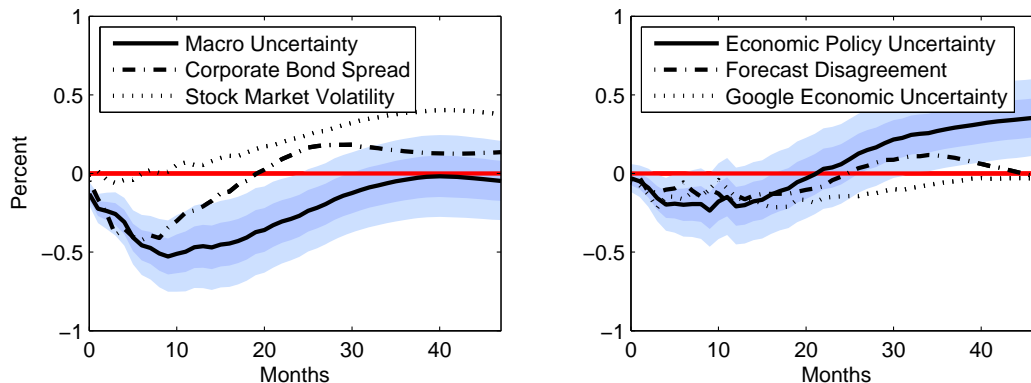 1
0.5
0
−0.5
−1
Percent
Macro Uncertainty
Corporate Bond Spread
Stock Market Volatility
0 10 20 30 40
Months
1
0.5
0
−0.5
−1
Economic Policy Uncertainty
Forecast Disagreement
Google Economic Uncertainty
0 10 20 30 40
Months